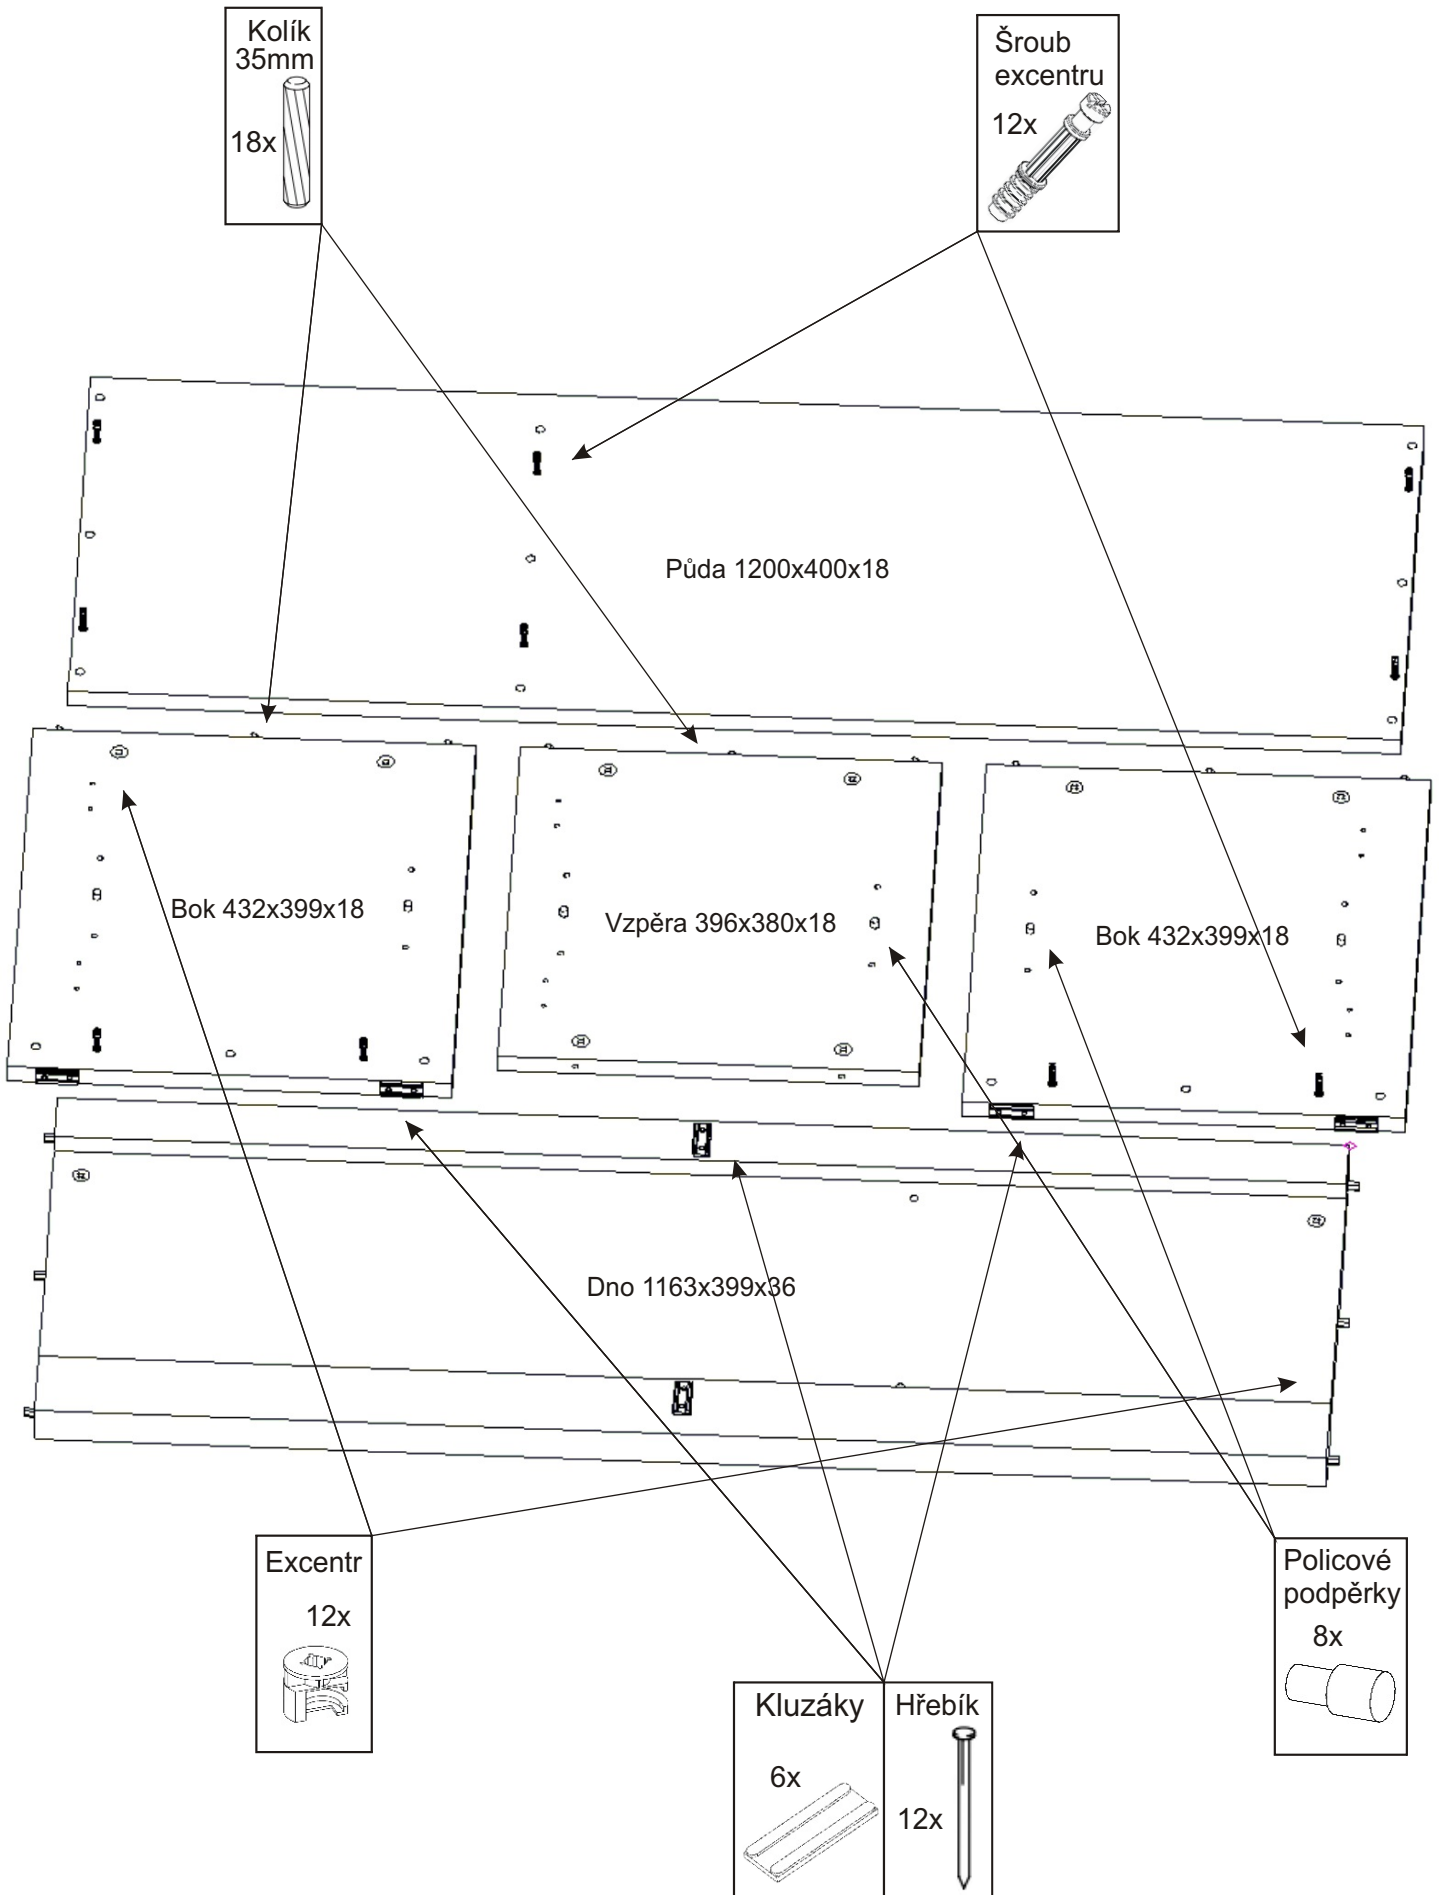 Kolík
35mm
18x
Šroub
excentru
12x
Půda 1200x400x18
Bok 432x399x18
Vzpěra 396x380x18
Bok 432x399x18
Dno 1163x399x36
Excentr
12x
Kluzáky
6x
Hřebík
12x
Policové
podpěrky
8x